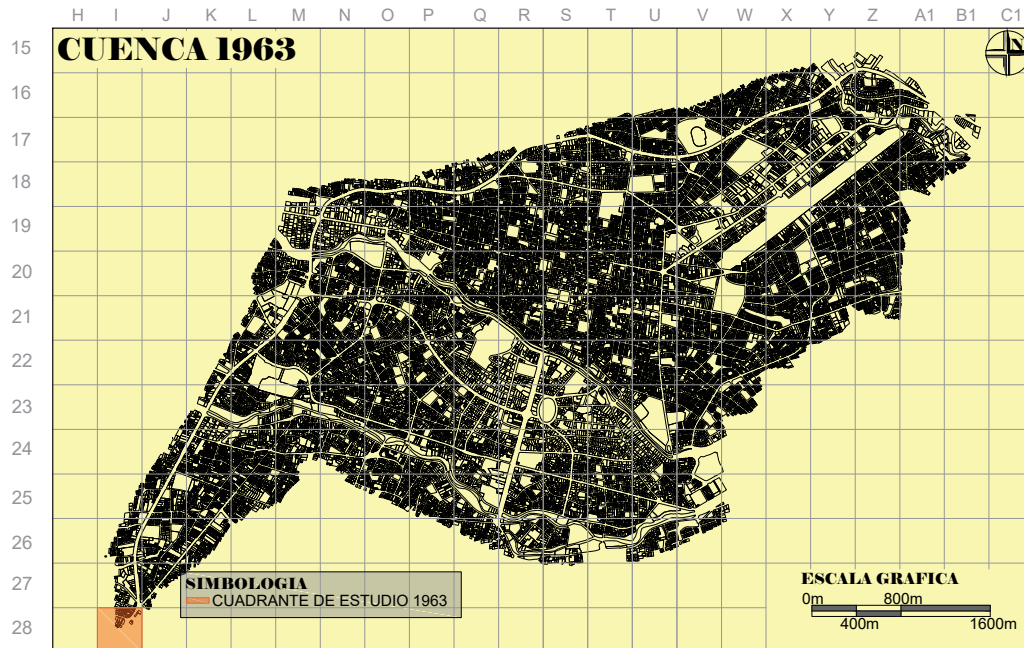 H I J K L M N O P Q R S T U V W X Y Z A1 B1 C1
15
CUENCA 1963
N
16
17
18
19
20
21
22
23
24
25
26
27
SIMBOLOGIA
CUADRANTE DE ESTUDIO 1963
ESCALA GRAFICA
0m 800m
400m 1600m
28